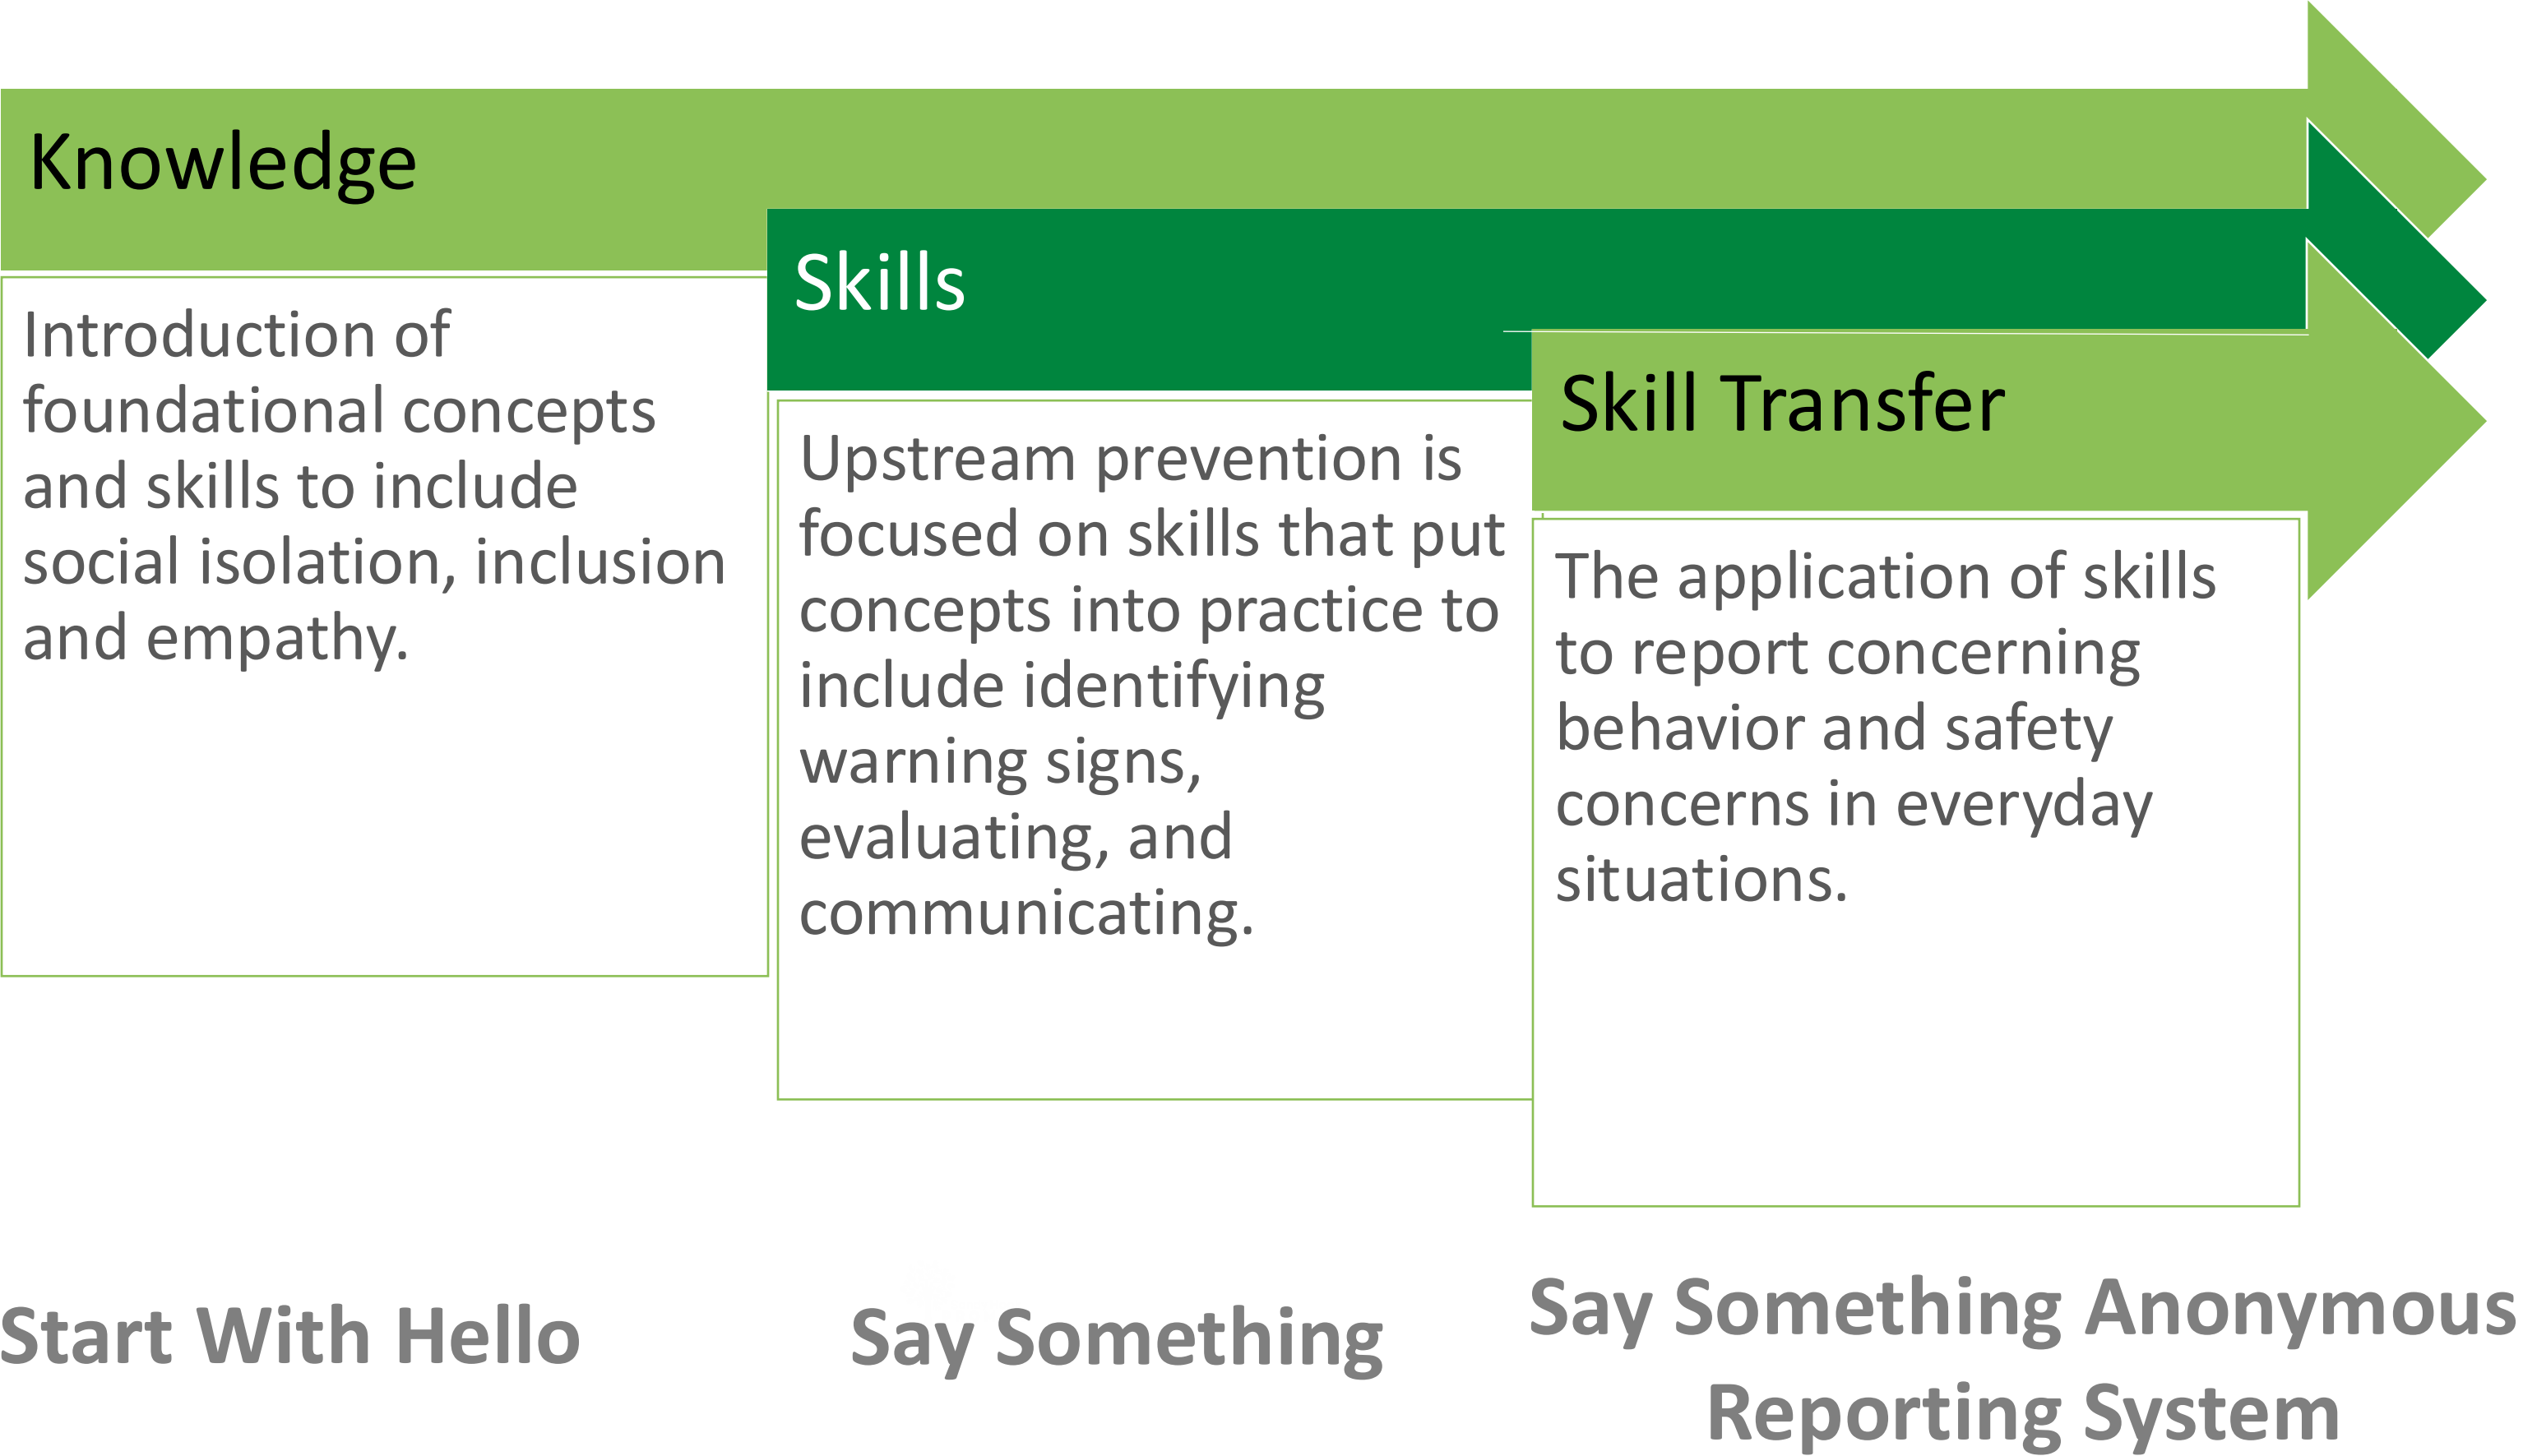 Knowledge
Introduction of
foundational concepts
and skills to include
social isolation, inclusion
and empathy.
Skills
Upstream prevention is
focused on skills that put
concepts into practice to
include identifying
warning signs,
evaluating, and
communicating.
Skill Transfer
The application of skills
to report concerning
behavior and safety
concerns in everyday
situations.
Start With Hello
Say Something
Say Something Anonymous
Reporting System